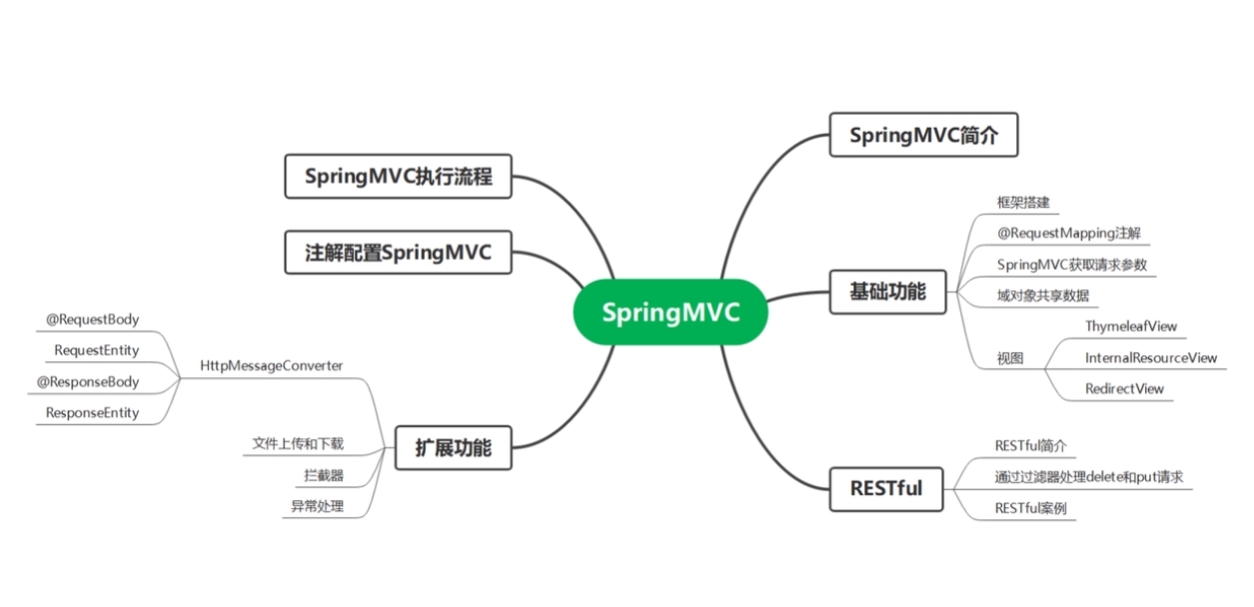 SpringMVC
SpringMVC简介
基础功能
框架搭建
@RequestMapping注解
SpringMVC获取请求参数
域对象共享数据
视图
ThymeleafView
InternalResourceView
RedirectView
RESTful
RESTful简介
通过过滤器处理delete和put请求
RESTful案例
扩展功能
HttpMessageConverter
@RequestBody
RequestEntity
@ResponseBody
ResponseEntity
文件上传和下载
拦截器
异常处理
注解配置SpringMVC
SpringMVC执行流程